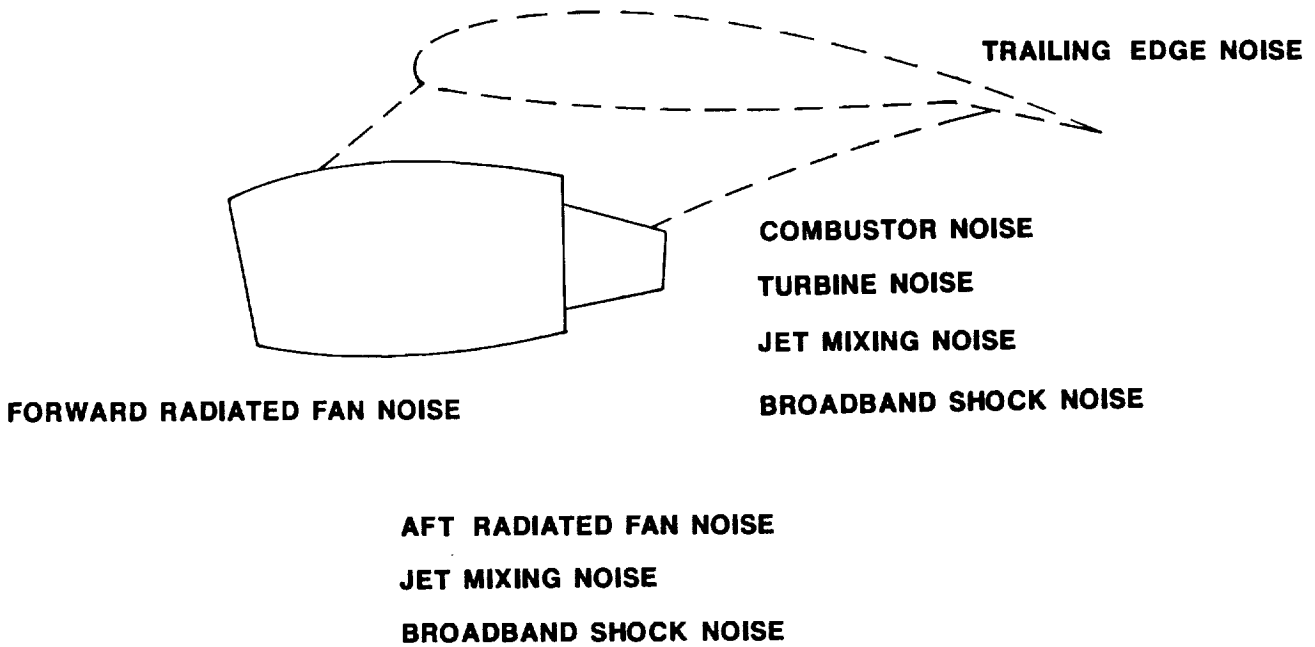 TRAILING EDGE NOISE
COMBUSTOR NOISE
TURBINE NOISE
JET MIXING NOISE
BROADBAND SHOCK NOISE
FORWARD RADIATED FAN NOISE
AFT RADIATED FAN NOISE
JET MIXING NOISE
BROADBAND SHOCK NOISE